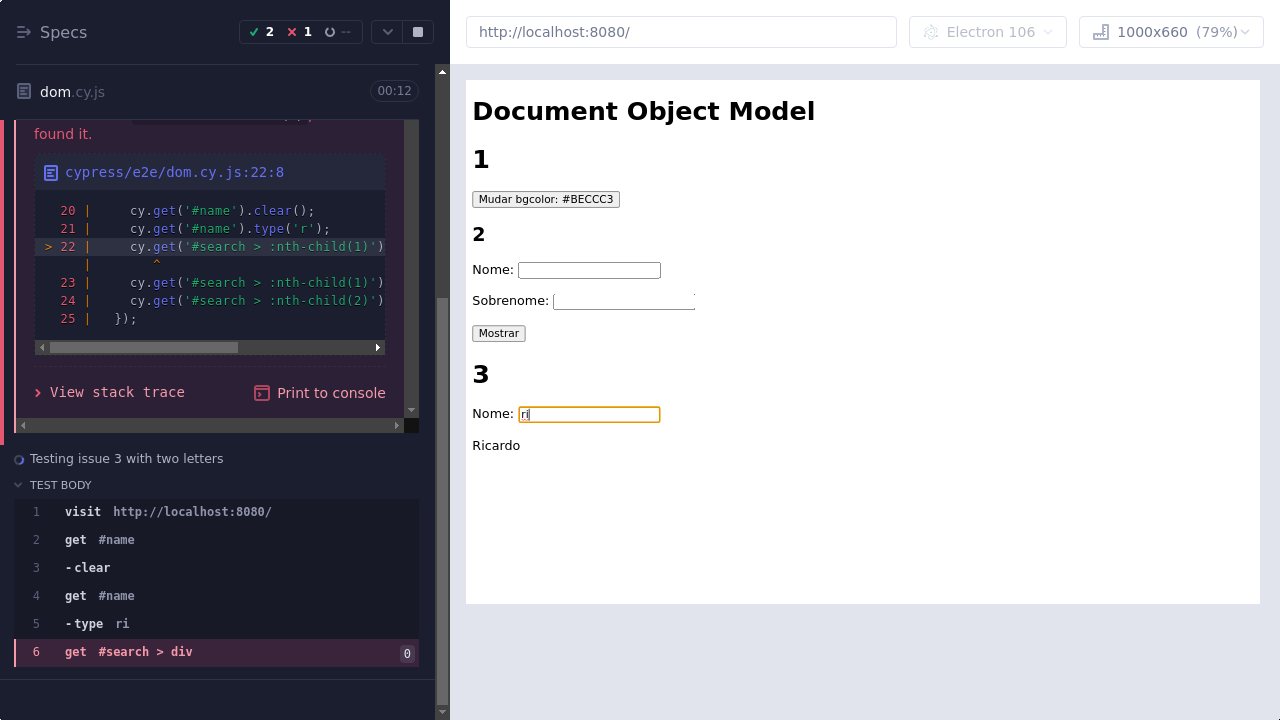 Specs
2
1
--
dom.cy.js
00:12
found it.
cypress/e2e/dom.cy.js:22:8
20 | cy.get('#name').clear();
21 | cy.get('#name').type('r');
> 22 | cy.get('#search > :nth-child(1)')
| ^
23 | cy.get('#search > :nth-child(1)')
24 | cy.get('#search > :nth-child(2)')
25 | });
View stack trace
Print to console
Testing issue 3 with two letters
TEST BODY
1 visit http://localhost:8080/
2 get #name
3 -clear
4 get #name
5 -type ri
6 get #search > div 0
http://localhost:8080/
Electron 106
1000x660 (79%)
Document Object Model
1
Mudar bgcolor: #BECCC3
2
Nome:
Sobrenome:
Mostrar
3
Nome: ri
Ricardo